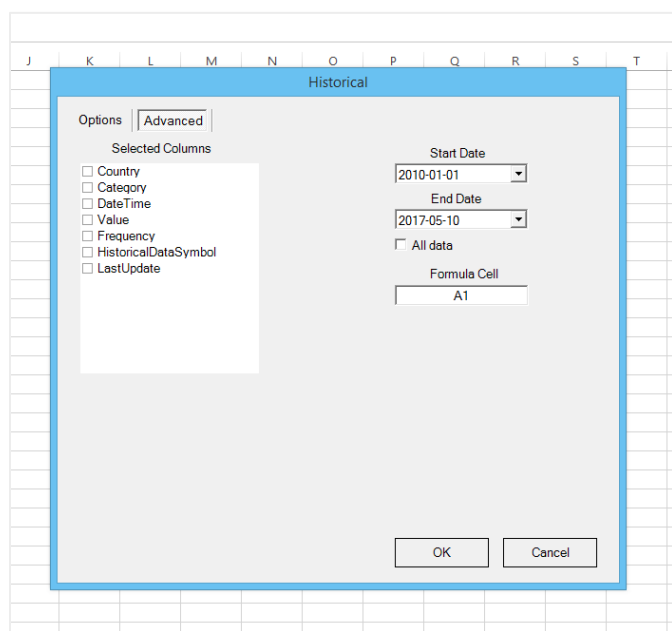 J K L M N O P Q R S T
Historical
Options Advanced
Selected Columns
Country
Category
DateTime
Value
Frequency
HistoricalDataSymbol
LastUpdate
Start Date
2010-01-01
End Date
2017-05-10
All data
Formula Cell
A1
OK Cancel